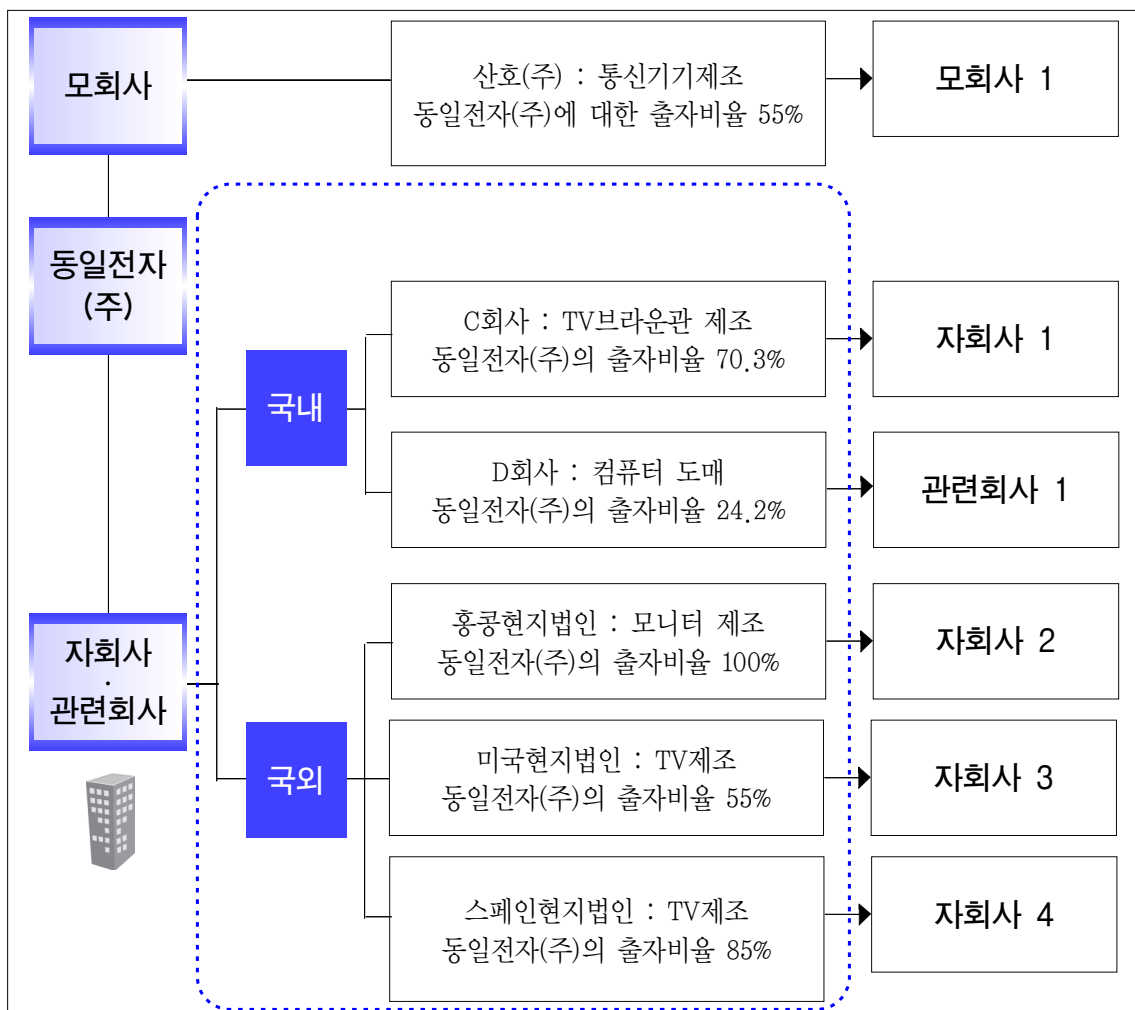 모회사
산호(주) : 통신기기제조
동일전자(주)에 대한 출자비율 55%
모회사 1
동일전자
(주)
국내
C회사 : TV브라운관 제조
동일전자(주)의 출자비율 70.3%
자회사 1
D회사 : 컴퓨터 도매
동일전자(주)의 출자비율 24.2%
관련회사 1
자회사
·
관련회사
국외
홍콩현지법인 : 모니터 제조
동일전자(주)의 출자비율 100%
자회사 2
미국현지법인 : TV제조
동일전자(주)의 출자비율 55%
자회사 3
스페인현지법인 : TV제조
동일전자(주)의 출자비율 85%
자회사 4